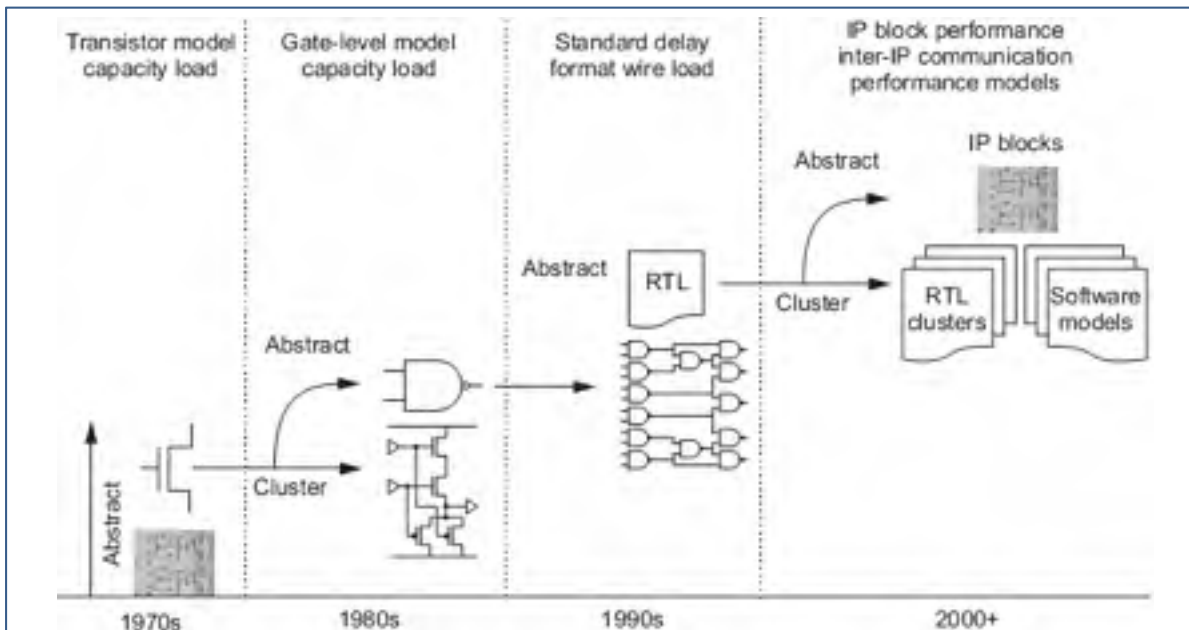 Transistor model
capacity load
Gate-level model
capacity load
Standard delay
format wire load
IP block performance
inter-IP communication
performance models
Abstract
IP blocks
Abstract
RTL
Cluster
RTL
clusters
Software
models
Abstract
Cluster
Abstract
1970s
1980s
1990s
2000+